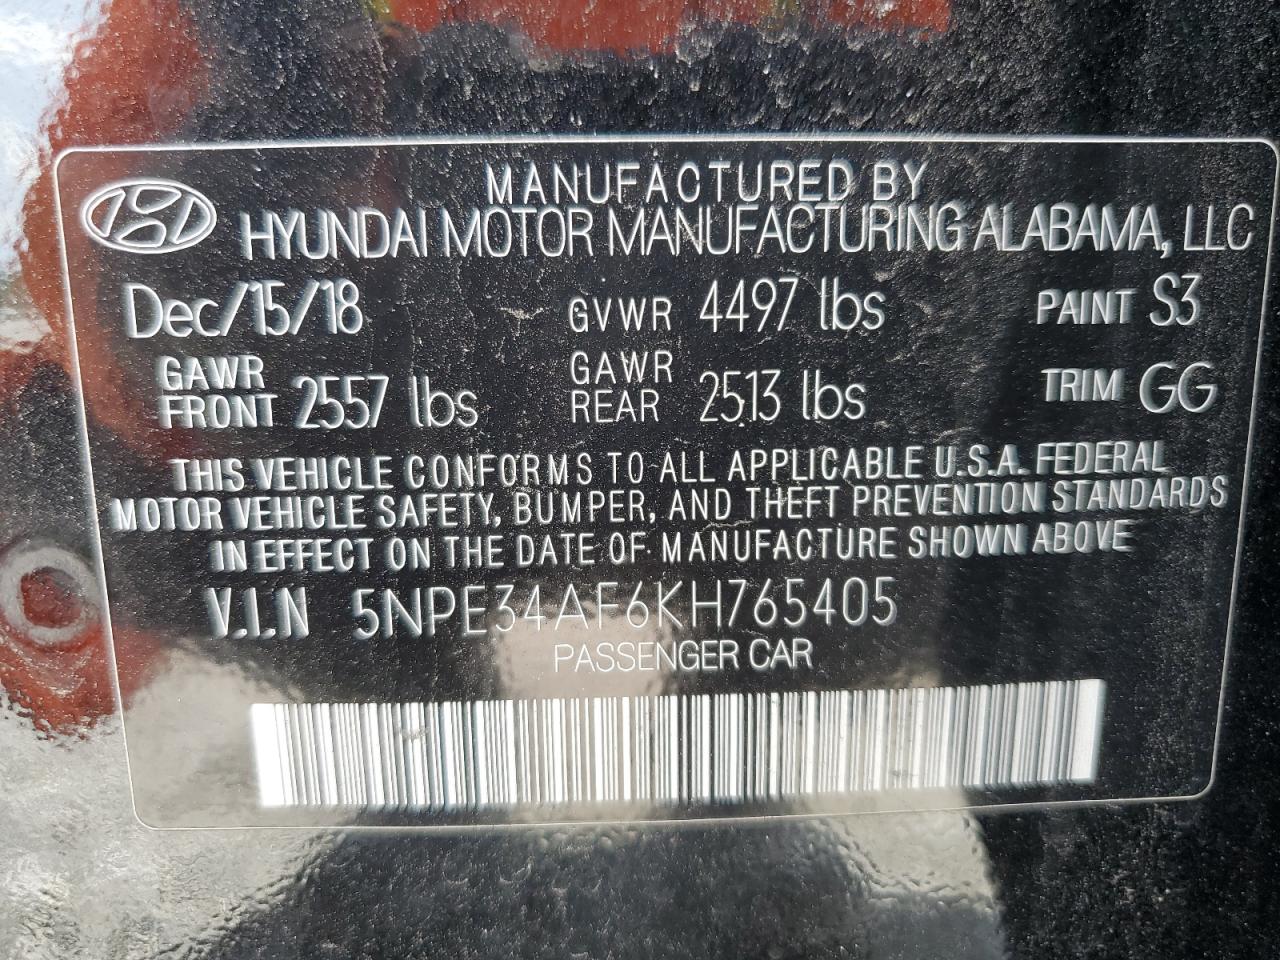 MANUFACTURED BY
HYUNDAI MOTOR MANUFACTURING ALABAMA, LLC
Dec/15/18 GVWR 4497 lbs PAINT S3
GAWR FRONT 2557 lbs GAWR REAR 2513 lbs TRIM GG
THIS VEHICLE CONFORMS TO ALL APPLICABLE U.S.A. FEDERAL
MOTOR VEHICLE SAFETY, BUMPER, AND THEFT PREVENTION STANDARDS
IN EFFECT ON THE DATE OF MANUFACTURE SHOWN ABOVE
V.I.N 5NPE34AF6KH765405
PASSENGER CAR